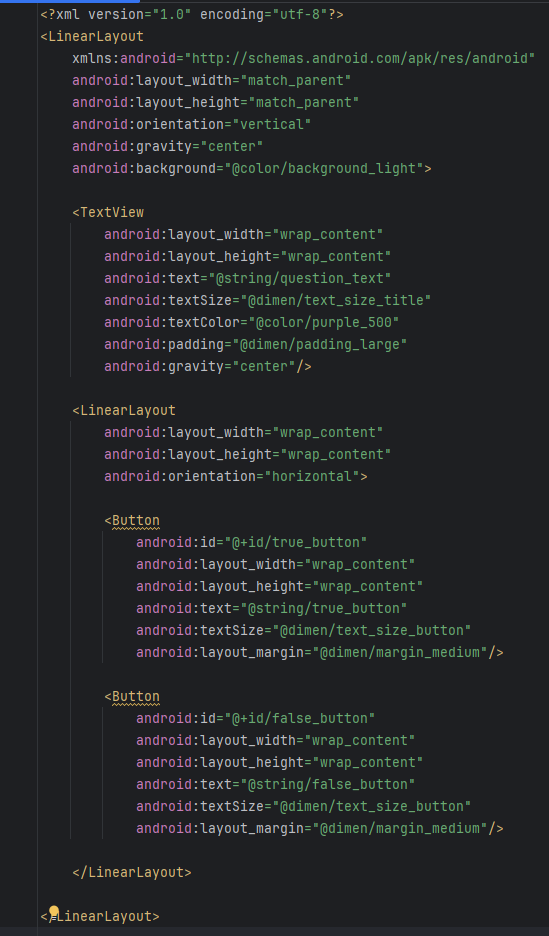 <?xml version="1.0" encoding="utf-8"?>
<LinearLayout
    xmlns:android="http://schemas.android.com/apk/res/android"
    android:layout_width="match_parent"
    android:layout_height="match_parent"
    android:orientation="vertical"
    android:gravity="center"
    android:background="@color/background_light">

    <TextView
        android:layout_width="wrap_content"
        android:layout_height="wrap_content"
        android:text="@string/question_text"
        android:textSize="@dimen/text_size_title"
        android:textColor="@color/purple_500"
        android:padding="@dimen/padding_large"
        android:gravity="center"/>

    <LinearLayout
        android:layout_width="wrap_content"
        android:layout_height="wrap_content"
        android:orientation="horizontal">

        <Button
            android:id="@+id/true_button"
            android:layout_width="wrap_content"
            android:layout_height="wrap_content"
            android:text="@string/true_button"
            android:textSize="@dimen/text_size_button"
            android:layout_margin="@dimen/margin_medium"/>

        <Button
            android:id="@+id/false_button"
            android:layout_width="wrap_content"
            android:layout_height="wrap_content"
            android:text="@string/false_button"
            android:textSize="@dimen/text_size_button"
            android:layout_margin="@dimen/margin_medium"/>

    </LinearLayout>

</LinearLayout>